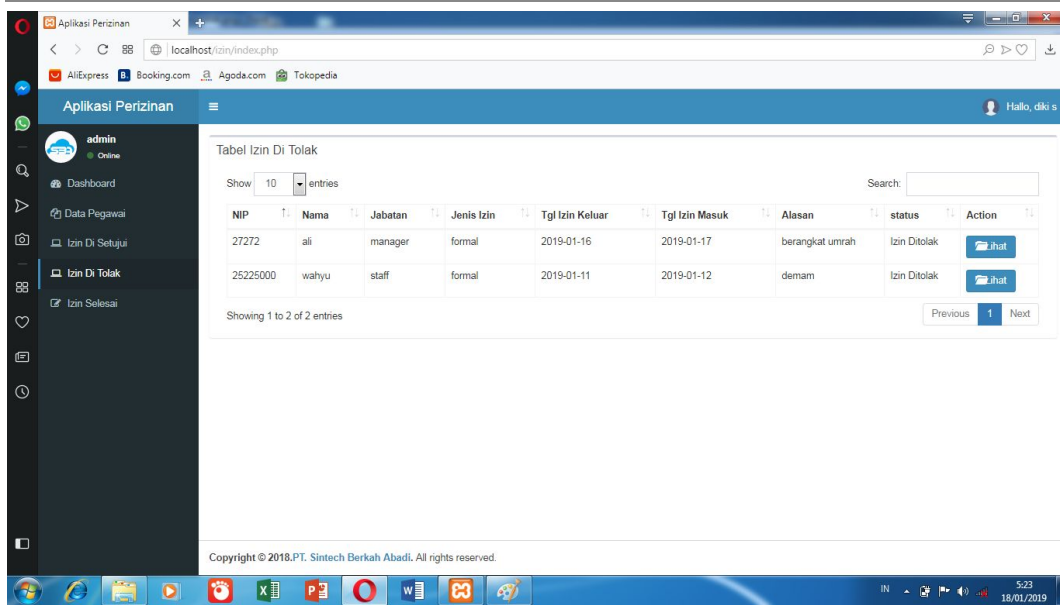 Aplikasi Perizinan
localhost/izin/index.php
AliExpress B. Booking.com a Agoda.com Tokopedia
Aplikasi Perizinan Hallo, diki s
SBA
admin
Online
Dashboard
Data Pegawai
Izin Di Setujui
Izin Di Tolak
Izin Selesai
Tabel Izin Di Tolak
Show 10 entries Search:
NIP Nama Jabatan Jenis Izin Tgl Izin Keluar Tgl Izin Masuk Alasan status Action
27272 ali manager formal 2019-01-16 2019-01-17 berangkat umrah Izin Ditolak Lihat
25225000 wahyu staff formal 2019-01-11 2019-01-12 demam Izin Ditolak Lihat
Showing 1 to 2 of 2 entries Previous 1 Next
Copyright © 2018.PT. Sintech Berkah Abadi. All rights reserved.
IN 5:23
18/01/2019